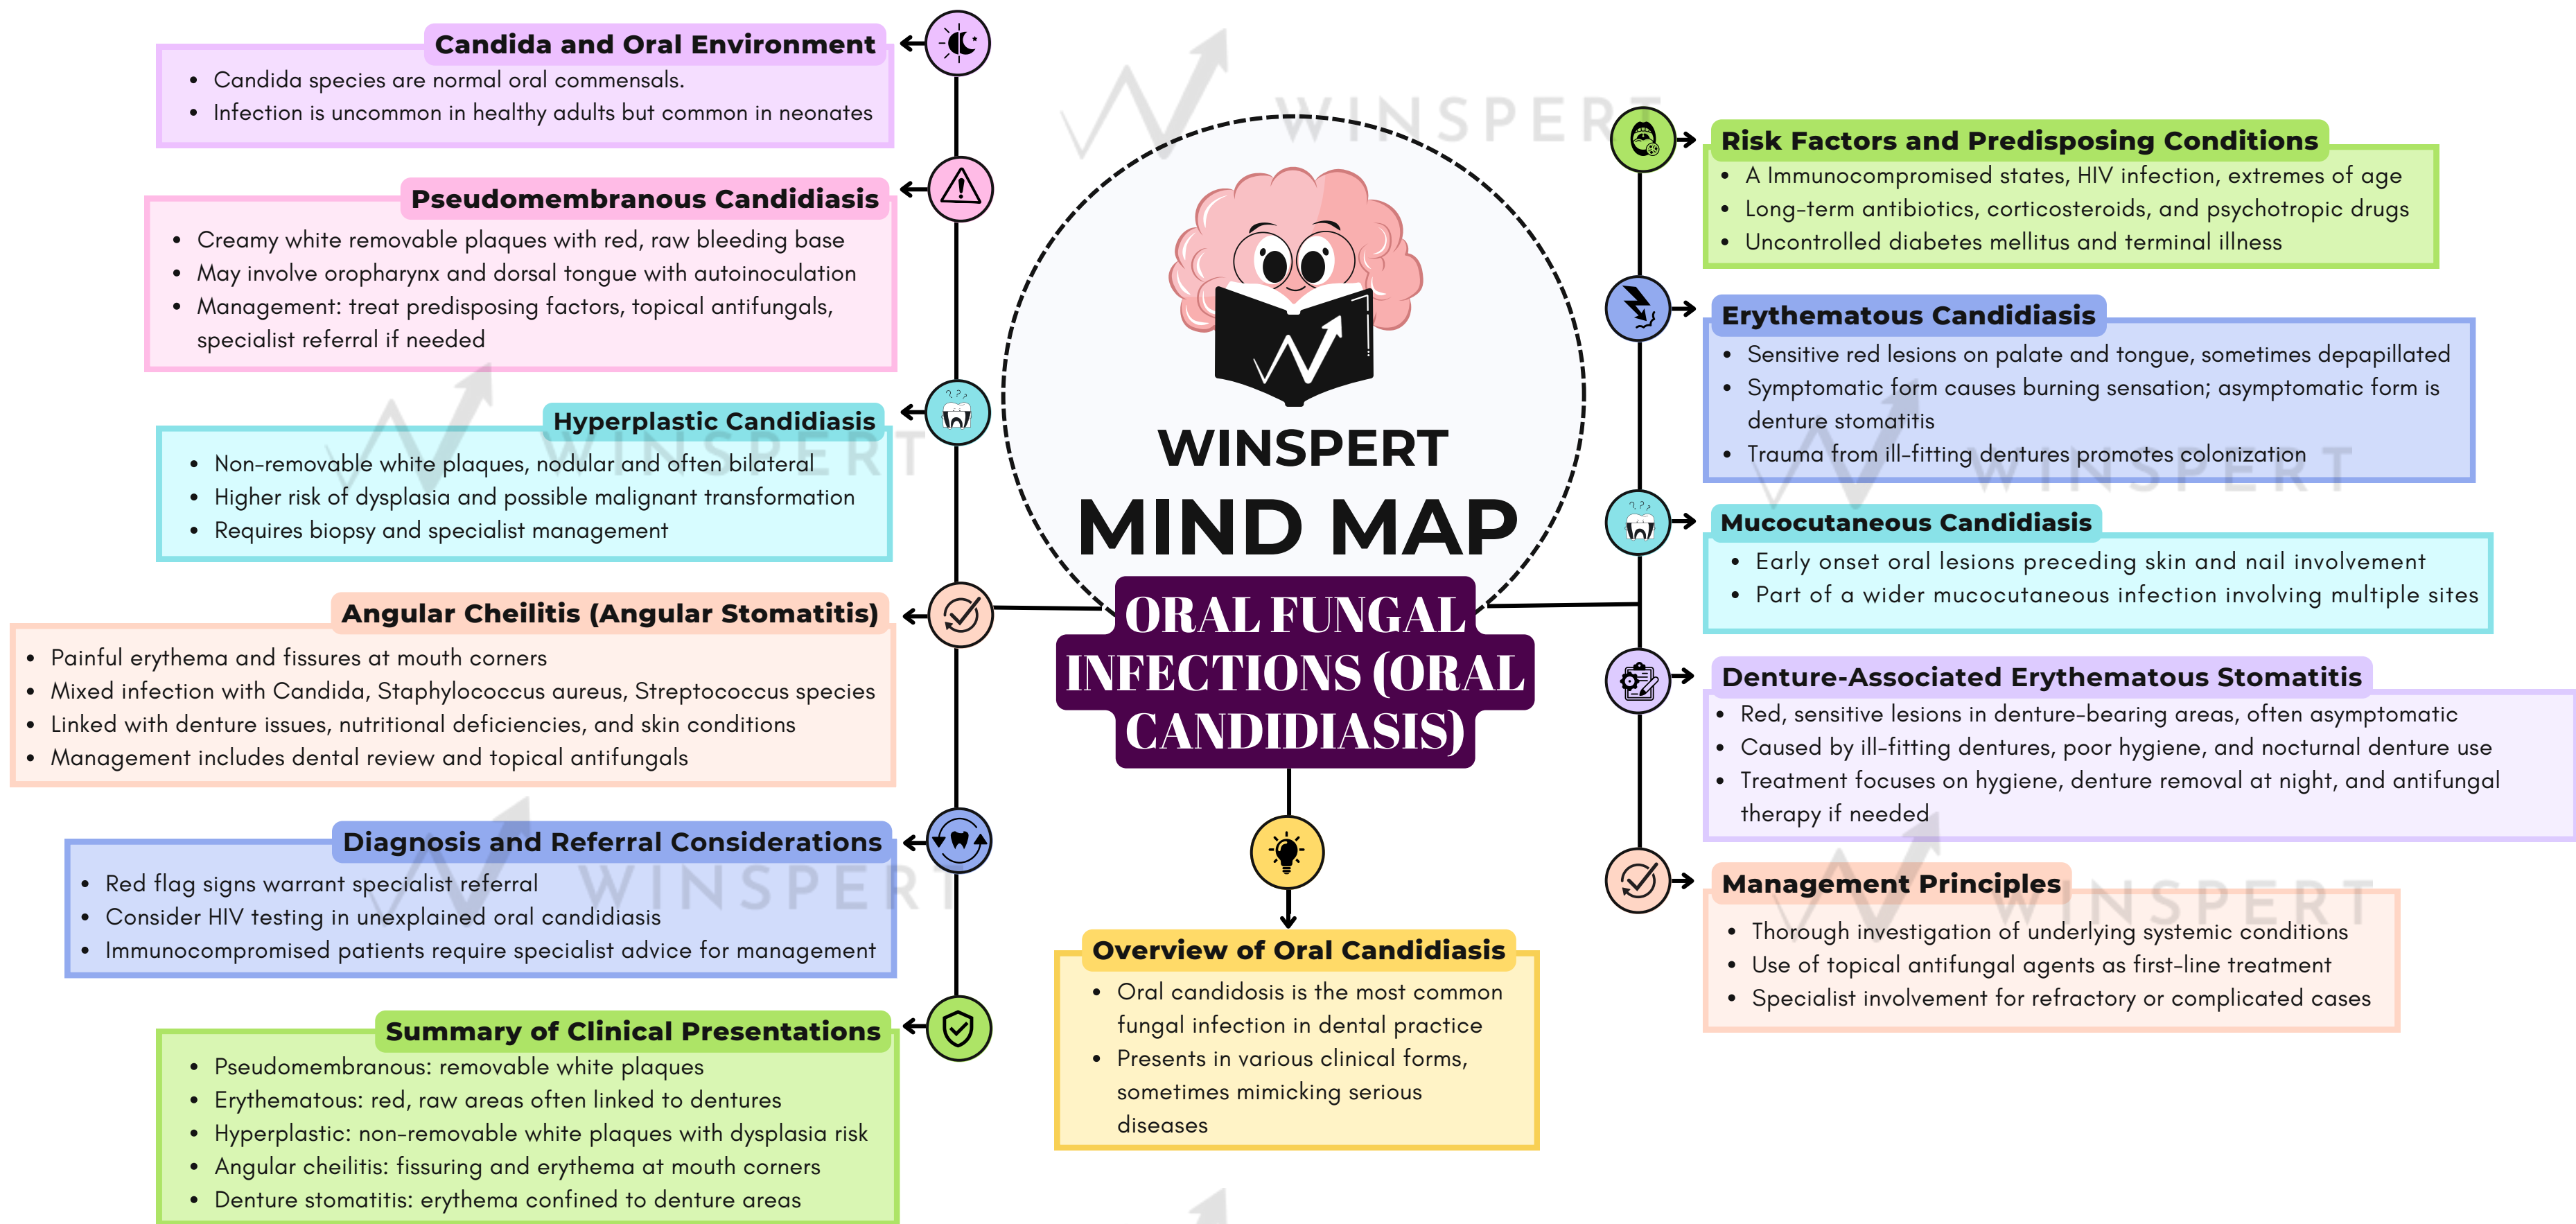 Candida and Oral Environment
• Candida species are normal oral commensals.
• Infection is uncommon in healthy adults but common in neonates
Pseudomembranous Candidiasis
• Creamy white removable plaques with red, raw bleeding base
• May involve oropharynx and dorsal tongue with autoinoculation
• Management: treat predisposing factors, topical antifungals,
specialist referral if needed
Hyperplastic Candidiasis
• Non-removable white plaques, nodular and often bilateral
• Higher risk of dysplasia and possible malignant transformation
• Requires biopsy and specialist management
Angular Cheilitis (Angular Stomatitis)
• Painful erythema and fissures at mouth corners
• Mixed infection with Candida, Staphylococcus aureus, Streptococcus species
• Linked with denture issues, nutritional deficiencies, and skin conditions
• Management includes dental review and topical antifungals
Diagnosis and Referral Considerations
• Red flag signs warrant specialist referral
• Consider HIV testing in unexplained oral candidiasis
• Immunocompromised patients require specialist advice for management
Summary of Clinical Presentations
• Pseudomembranous: removable white plaques
• Erythematous: red, raw areas often linked to dentures
• Hyperplastic: non-removable white plaques with dysplasia risk
• Angular cheilitis: fissuring and erythema at mouth corners
• Denture stomatitis: erythema confined to denture areas
WINSPERT
MIND MAP
ORAL FUNGAL
INFECTIONS (ORAL
CANDIDIASIS)
Overview of Oral Candidiasis
• Oral candidosis is the most common
fungal infection in dental practice
• Presents in various clinical forms,
sometimes mimicking serious
diseases
Risk Factors and Predisposing Conditions
• A Immunocompromised states, HIV infection, extremes of age
• Long-term antibiotics, corticosteroids, and psychotropic drugs
• Uncontrolled diabetes mellitus and terminal illness
Erythematous Candidiasis
• Sensitive red lesions on palate and tongue, sometimes depapillated
• Symptomatic form causes burning sensation; asymptomatic form is
denture stomatitis
• Trauma from ill-fitting dentures promotes colonization
Mucocutaneous Candidiasis
• Early onset oral lesions preceding skin and nail involvement
• Part of a wider mucocutaneous infection involving multiple sites
Denture-Associated Erythematous Stomatitis
• Red, sensitive lesions in denture-bearing areas, often asymptomatic
• Caused by ill-fitting dentures, poor hygiene, and nocturnal denture use
• Treatment focuses on hygiene, denture removal at night, and antifungal
therapy if needed
Management Principles
• Thorough investigation of underlying systemic conditions
• Use of topical antifungal agents as first-line treatment
• Specialist involvement for refractory or complicated cases
WINSPERT
WINSPERT
WINSPERT
WINSPERT
WINSPERT